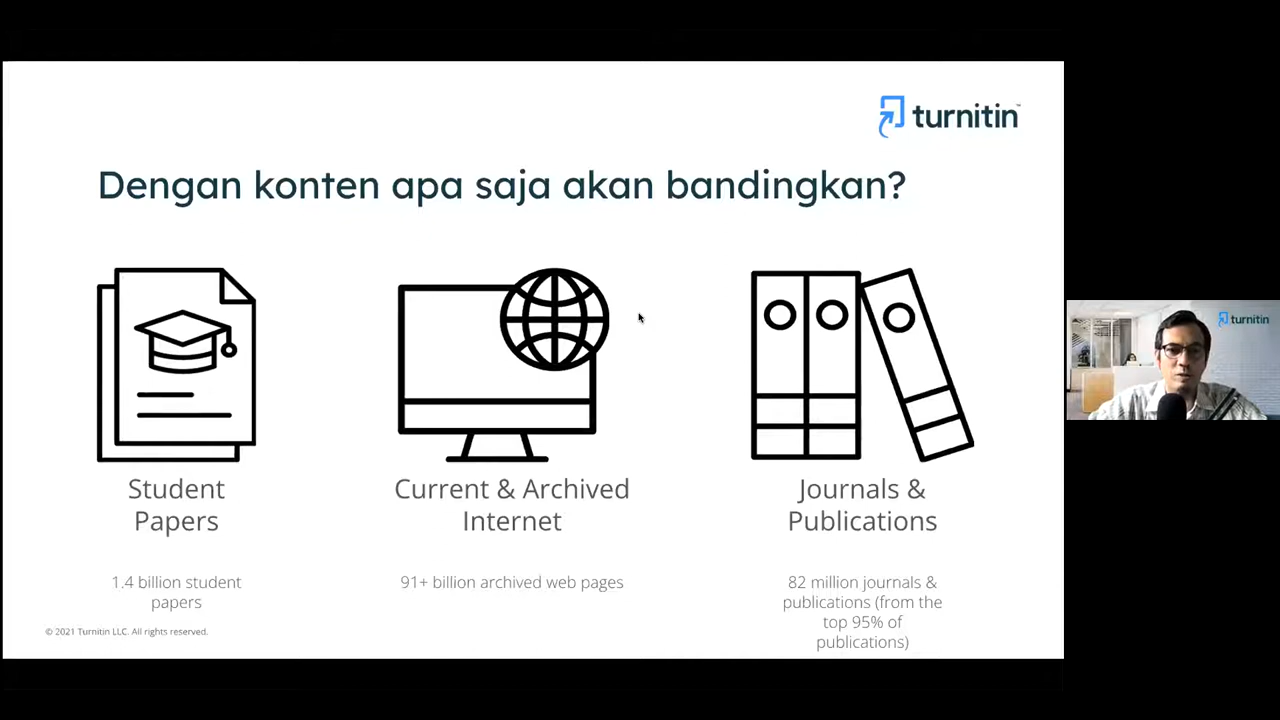 turnitin™
Dengan konten apa saja akan bandingkan?
Student
Papers
1.4 billion student
papers
Current & Archived
Internet
91+ billion archived web pages
Journals &
Publications
82 million journals &
publications (from the
top 95% of
publications)
© 2021 Turnitin LLC. All rights reserved.
turnitin